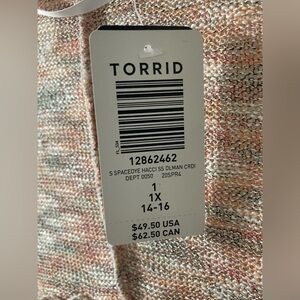 TORRID
12862462
S SPACEDYE HACCI SS DLMAN CRDI
DEPT 0050 20SPR4
1
1X
14-16
$49.50 USA
$62.50 CAN